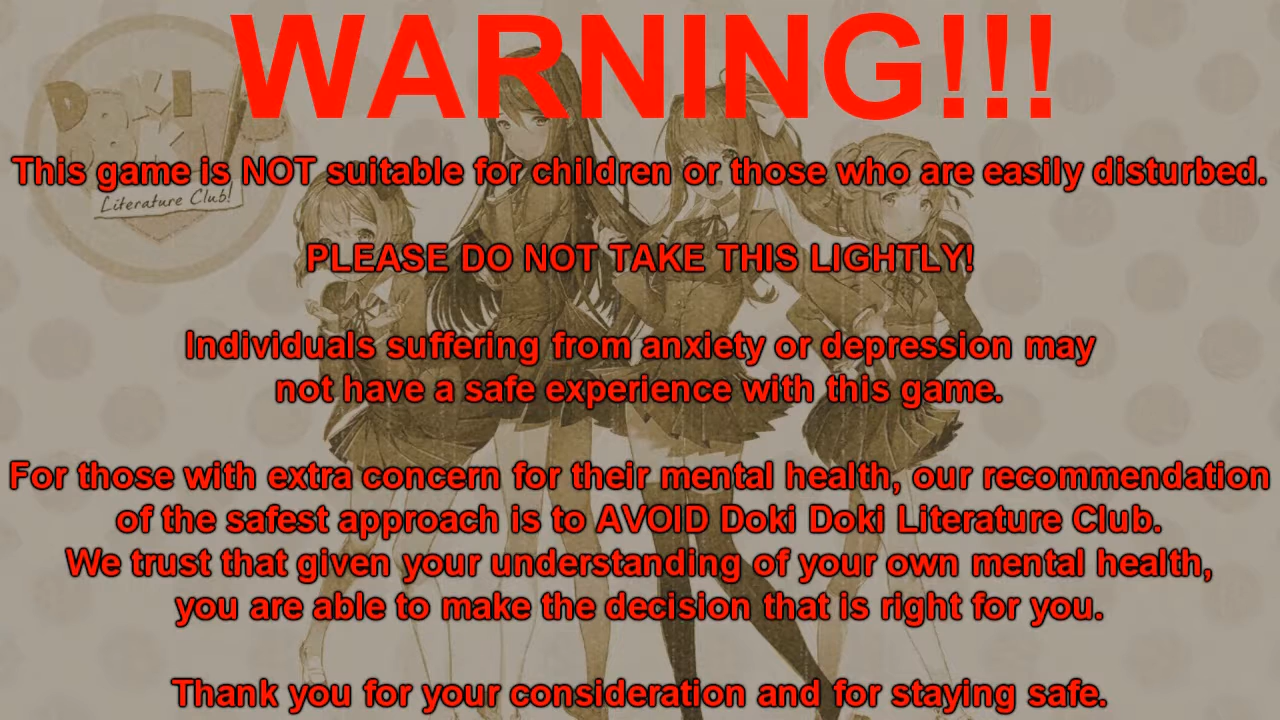 WARNING!!!
DOKI
DOKI
Literature Club!
This game is NOT suitable for children or those who are easily disturbed.
PLEASE DO NOT TAKE THIS LIGHTLY!
Individuals suffering from anxiety or depression may
not have a safe experience with this game.
For those with extra concern for their mental health, our recommendation
of the safest approach is to AVOID Doki Doki Literature Club.
We trust that given your understanding of your own mental health,
you are able to make the decision that is right for you.
Thank you for your consideration and for staying safe.